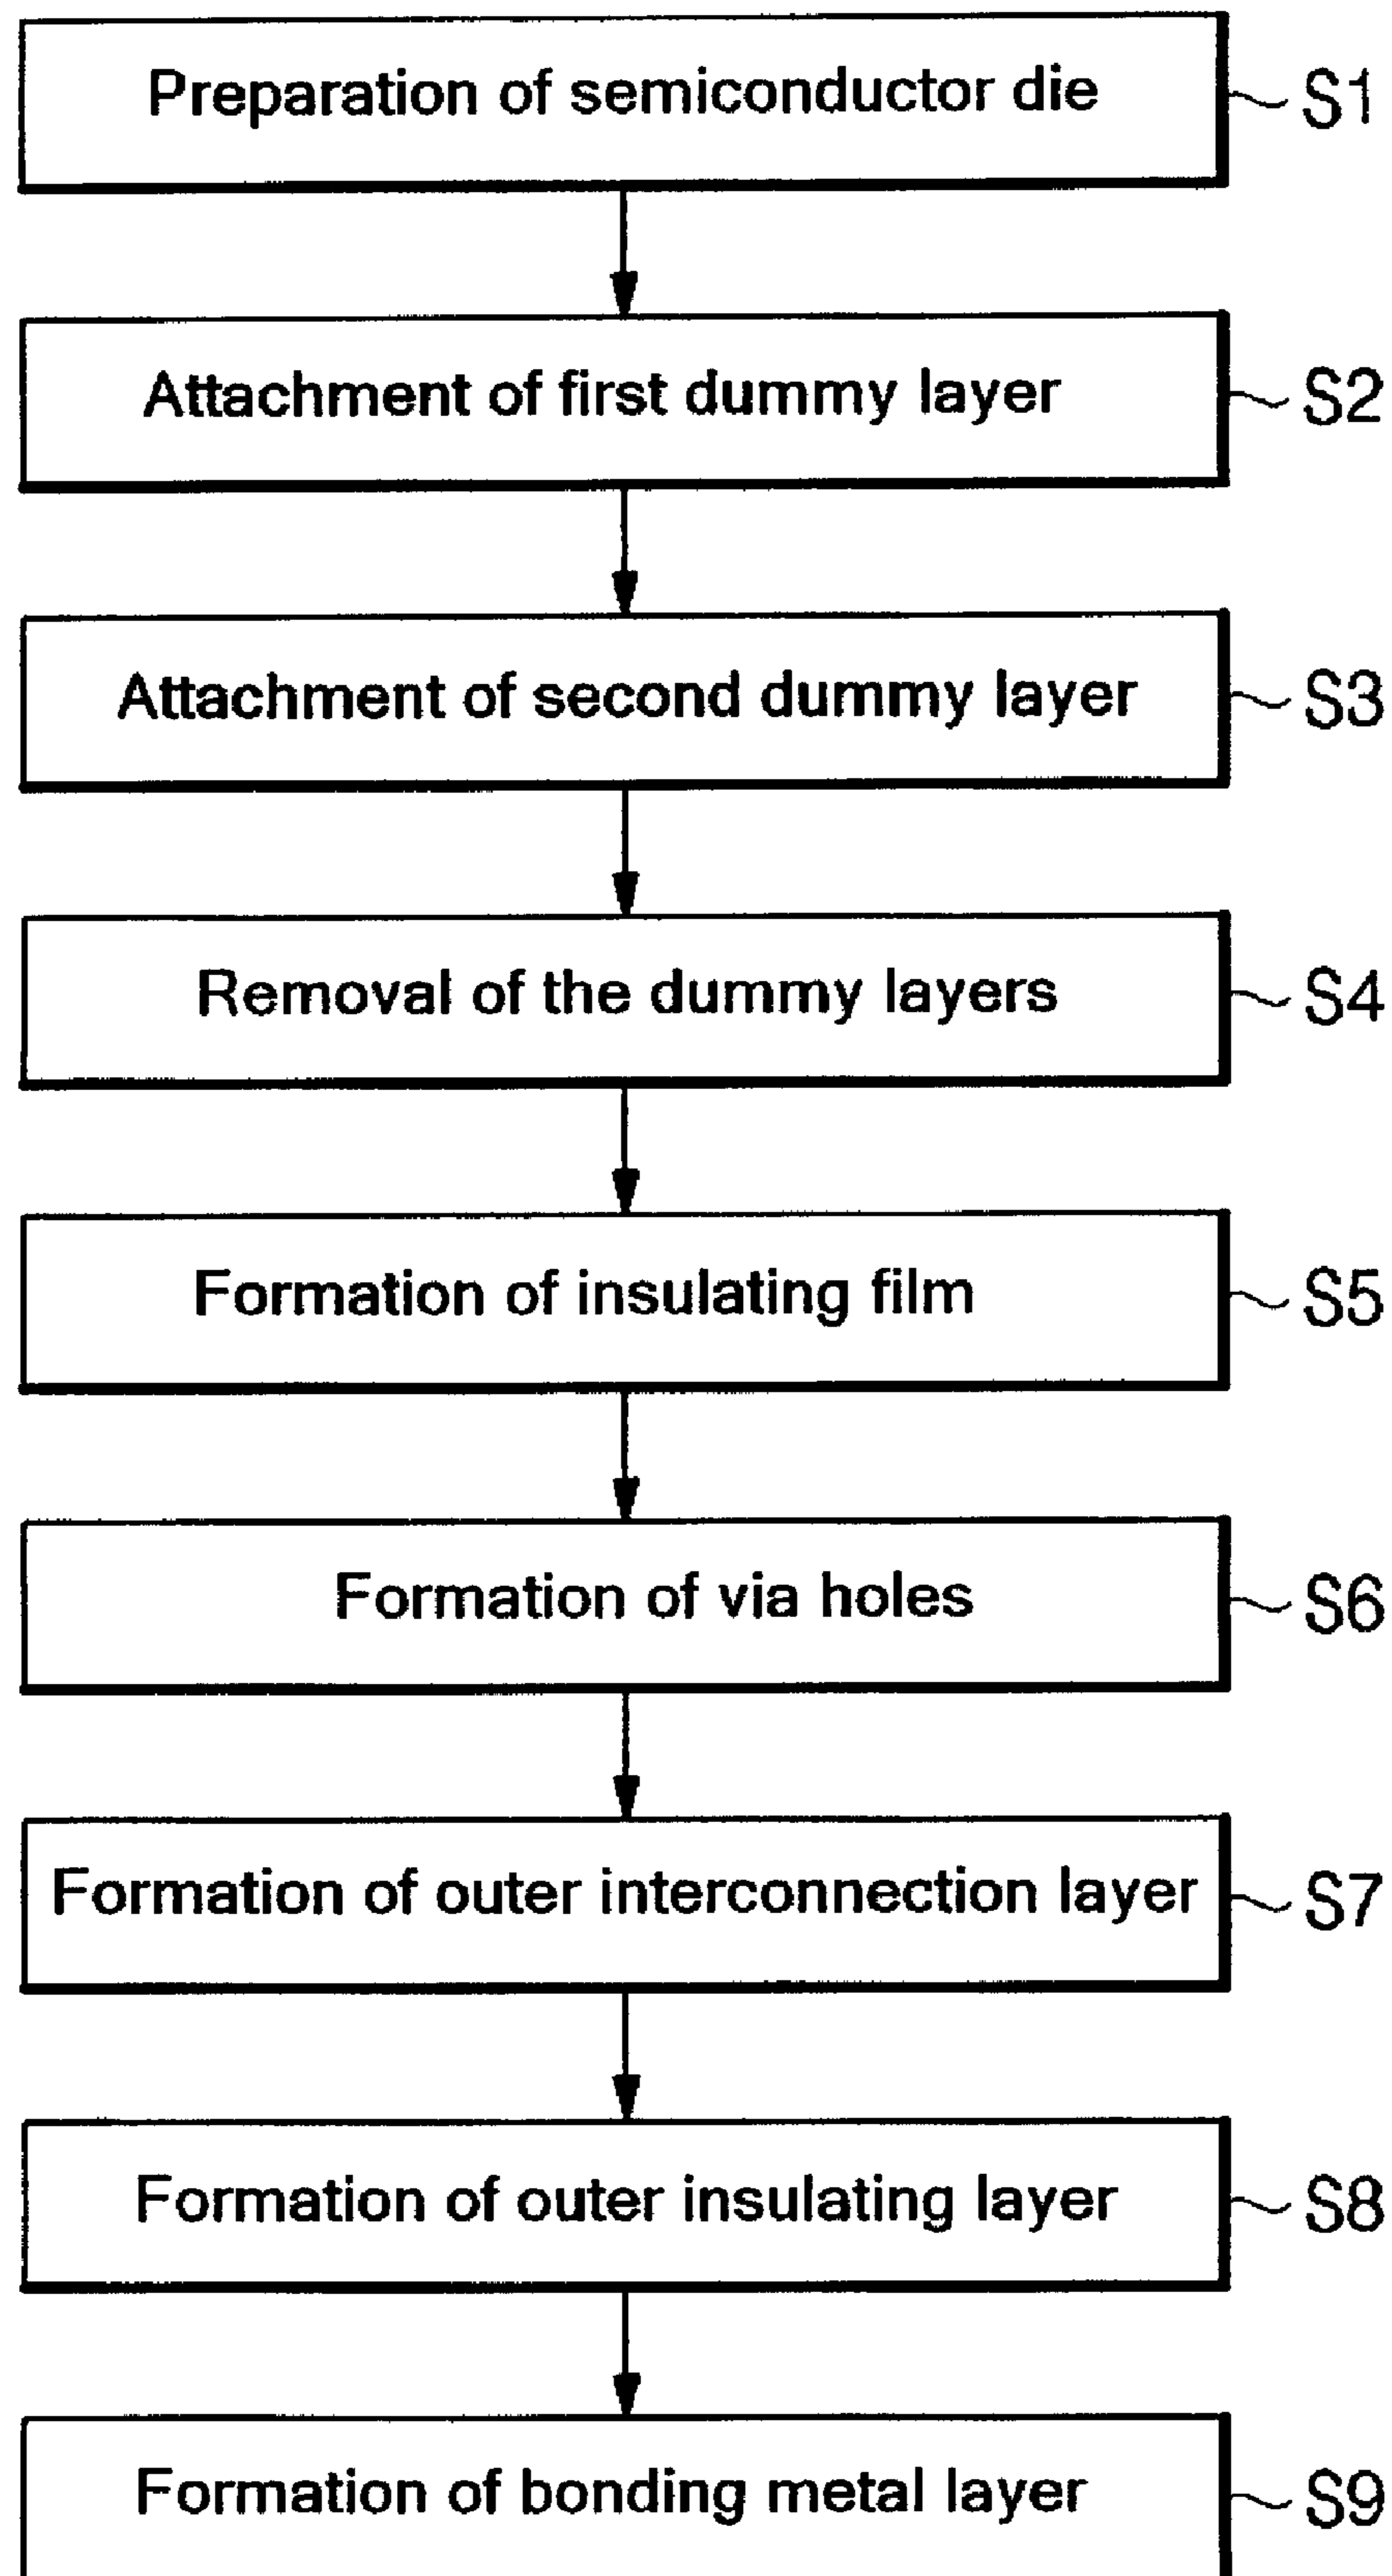 Preparation of semiconductor die S1
Attachment of first dummy layer S2
Attachment of second dummy layer S3
Removal of the dummy layers S4
Formation of insulating film S5
Formation of via holes S6
Formation of outer interconnection layer S7
Formation of outer insulating layer S8
Formation of bonding metal layer S9